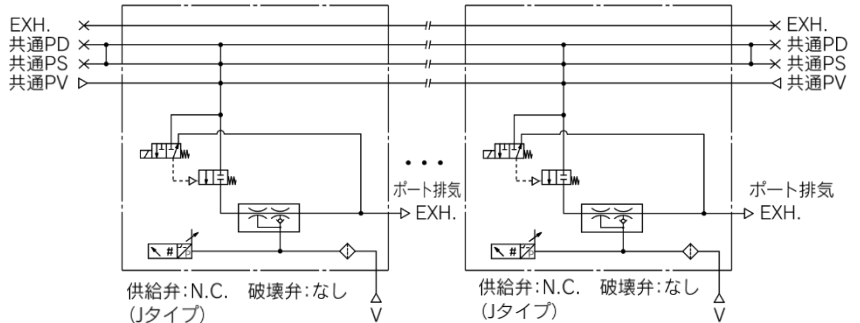 EXH.
共通PD
共通PS
共通PV
EXH.
共通PD
共通PS
共通PV
ポート排気
EXH.
ポート排気
EXH.
#
#
供給弁:N.C. 破壊弁:なし
(Jタイプ)
V
供給弁:N.C. 破壊弁:なし
(Jタイプ)
V